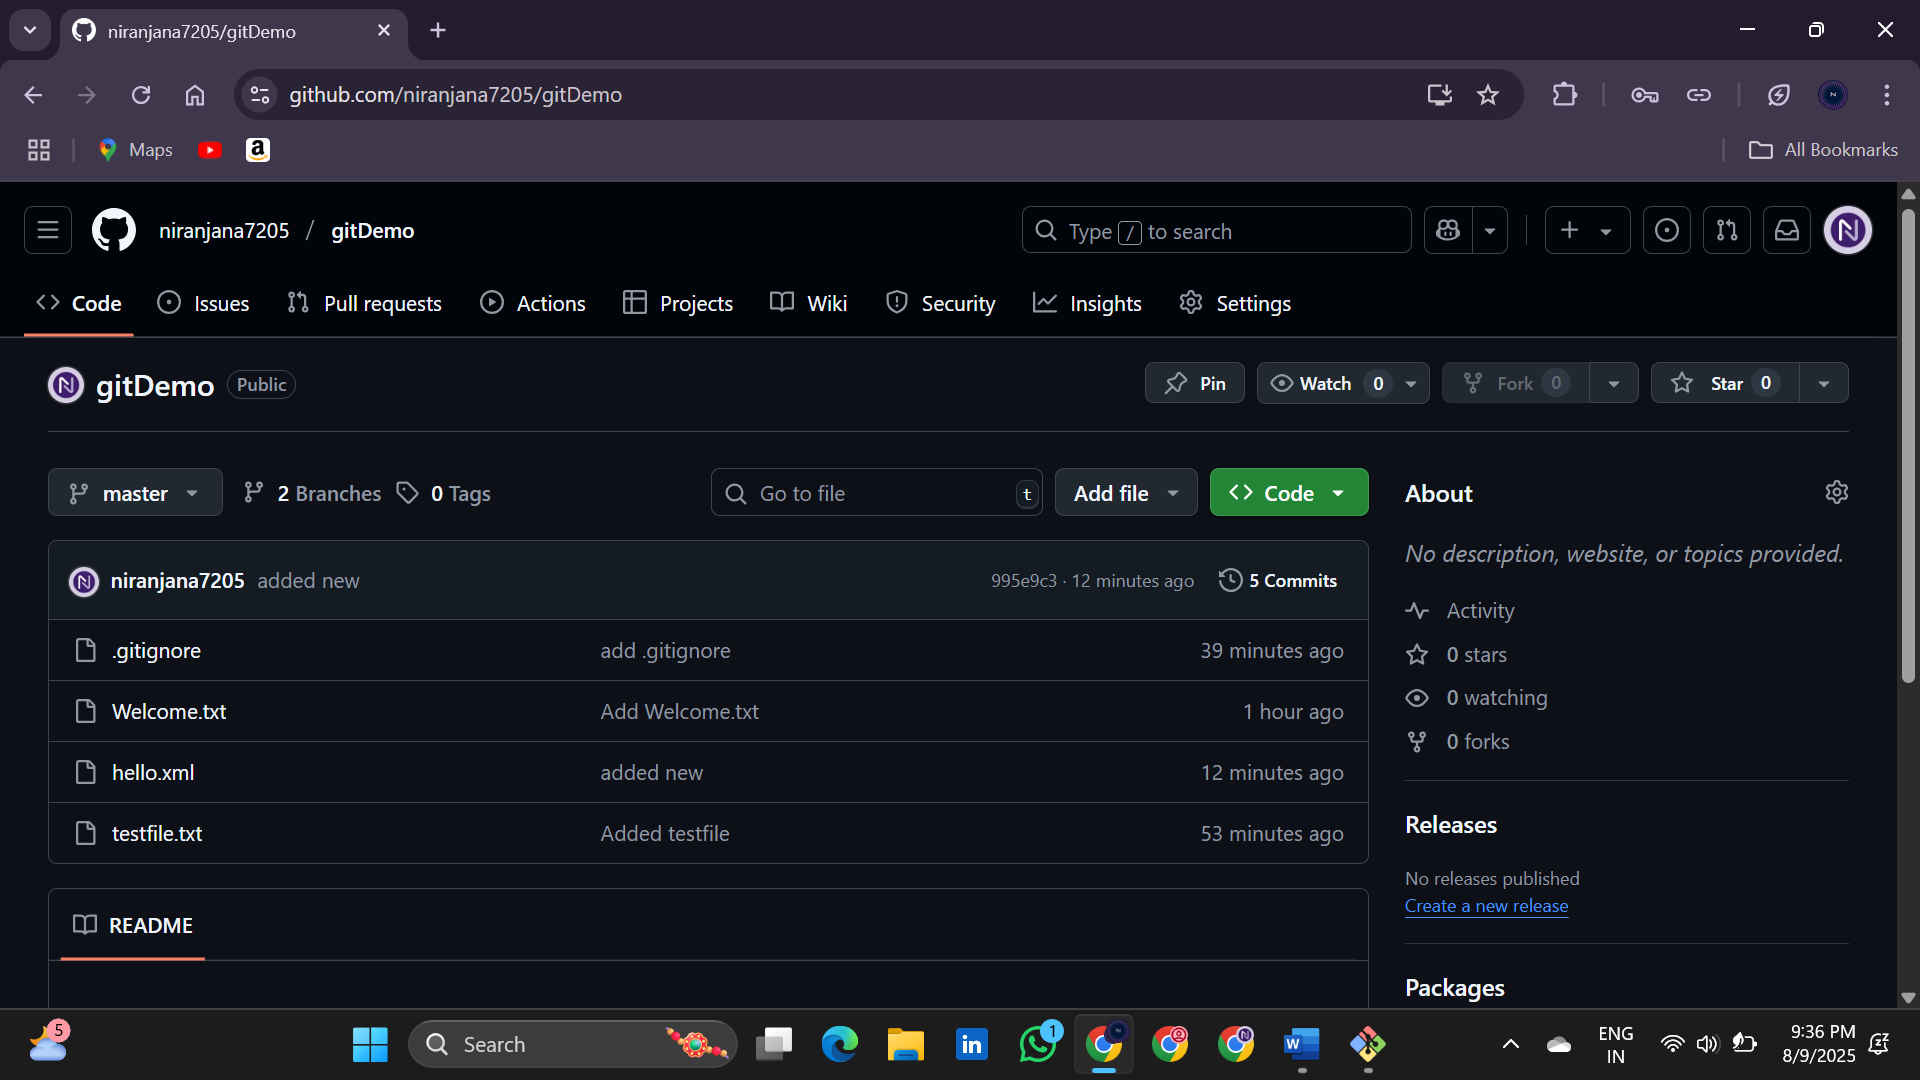 niranjana7205/gitDemo
github.com/niranjana7205/gitDemo
Maps
a
All Bookmarks
niranjana7205 / gitDemo
Type / to search
N
Code Issues Pull requests Actions Projects Wiki Security Insights Settings
N gitDemo Public
Pin Watch 0 Fork 0 Star 0
master 2 Branches 0 Tags
Go to file t
Add file
Code
N niranjana7205 added new 995e9c3 · 12 minutes ago 5 Commits
.gitignore add .gitignore 39 minutes ago
Welcome.txt Add Welcome.txt 1 hour ago
hello.xml added new 12 minutes ago
testfile.txt Added testfile 53 minutes ago
README
About
No description, website, or topics provided.
Activity
0 stars
0 watching
0 forks
Releases
No releases published
Create a new release
Packages
5
Search
in
1
N
W
ENG
IN
9:36 PM
8/9/2025